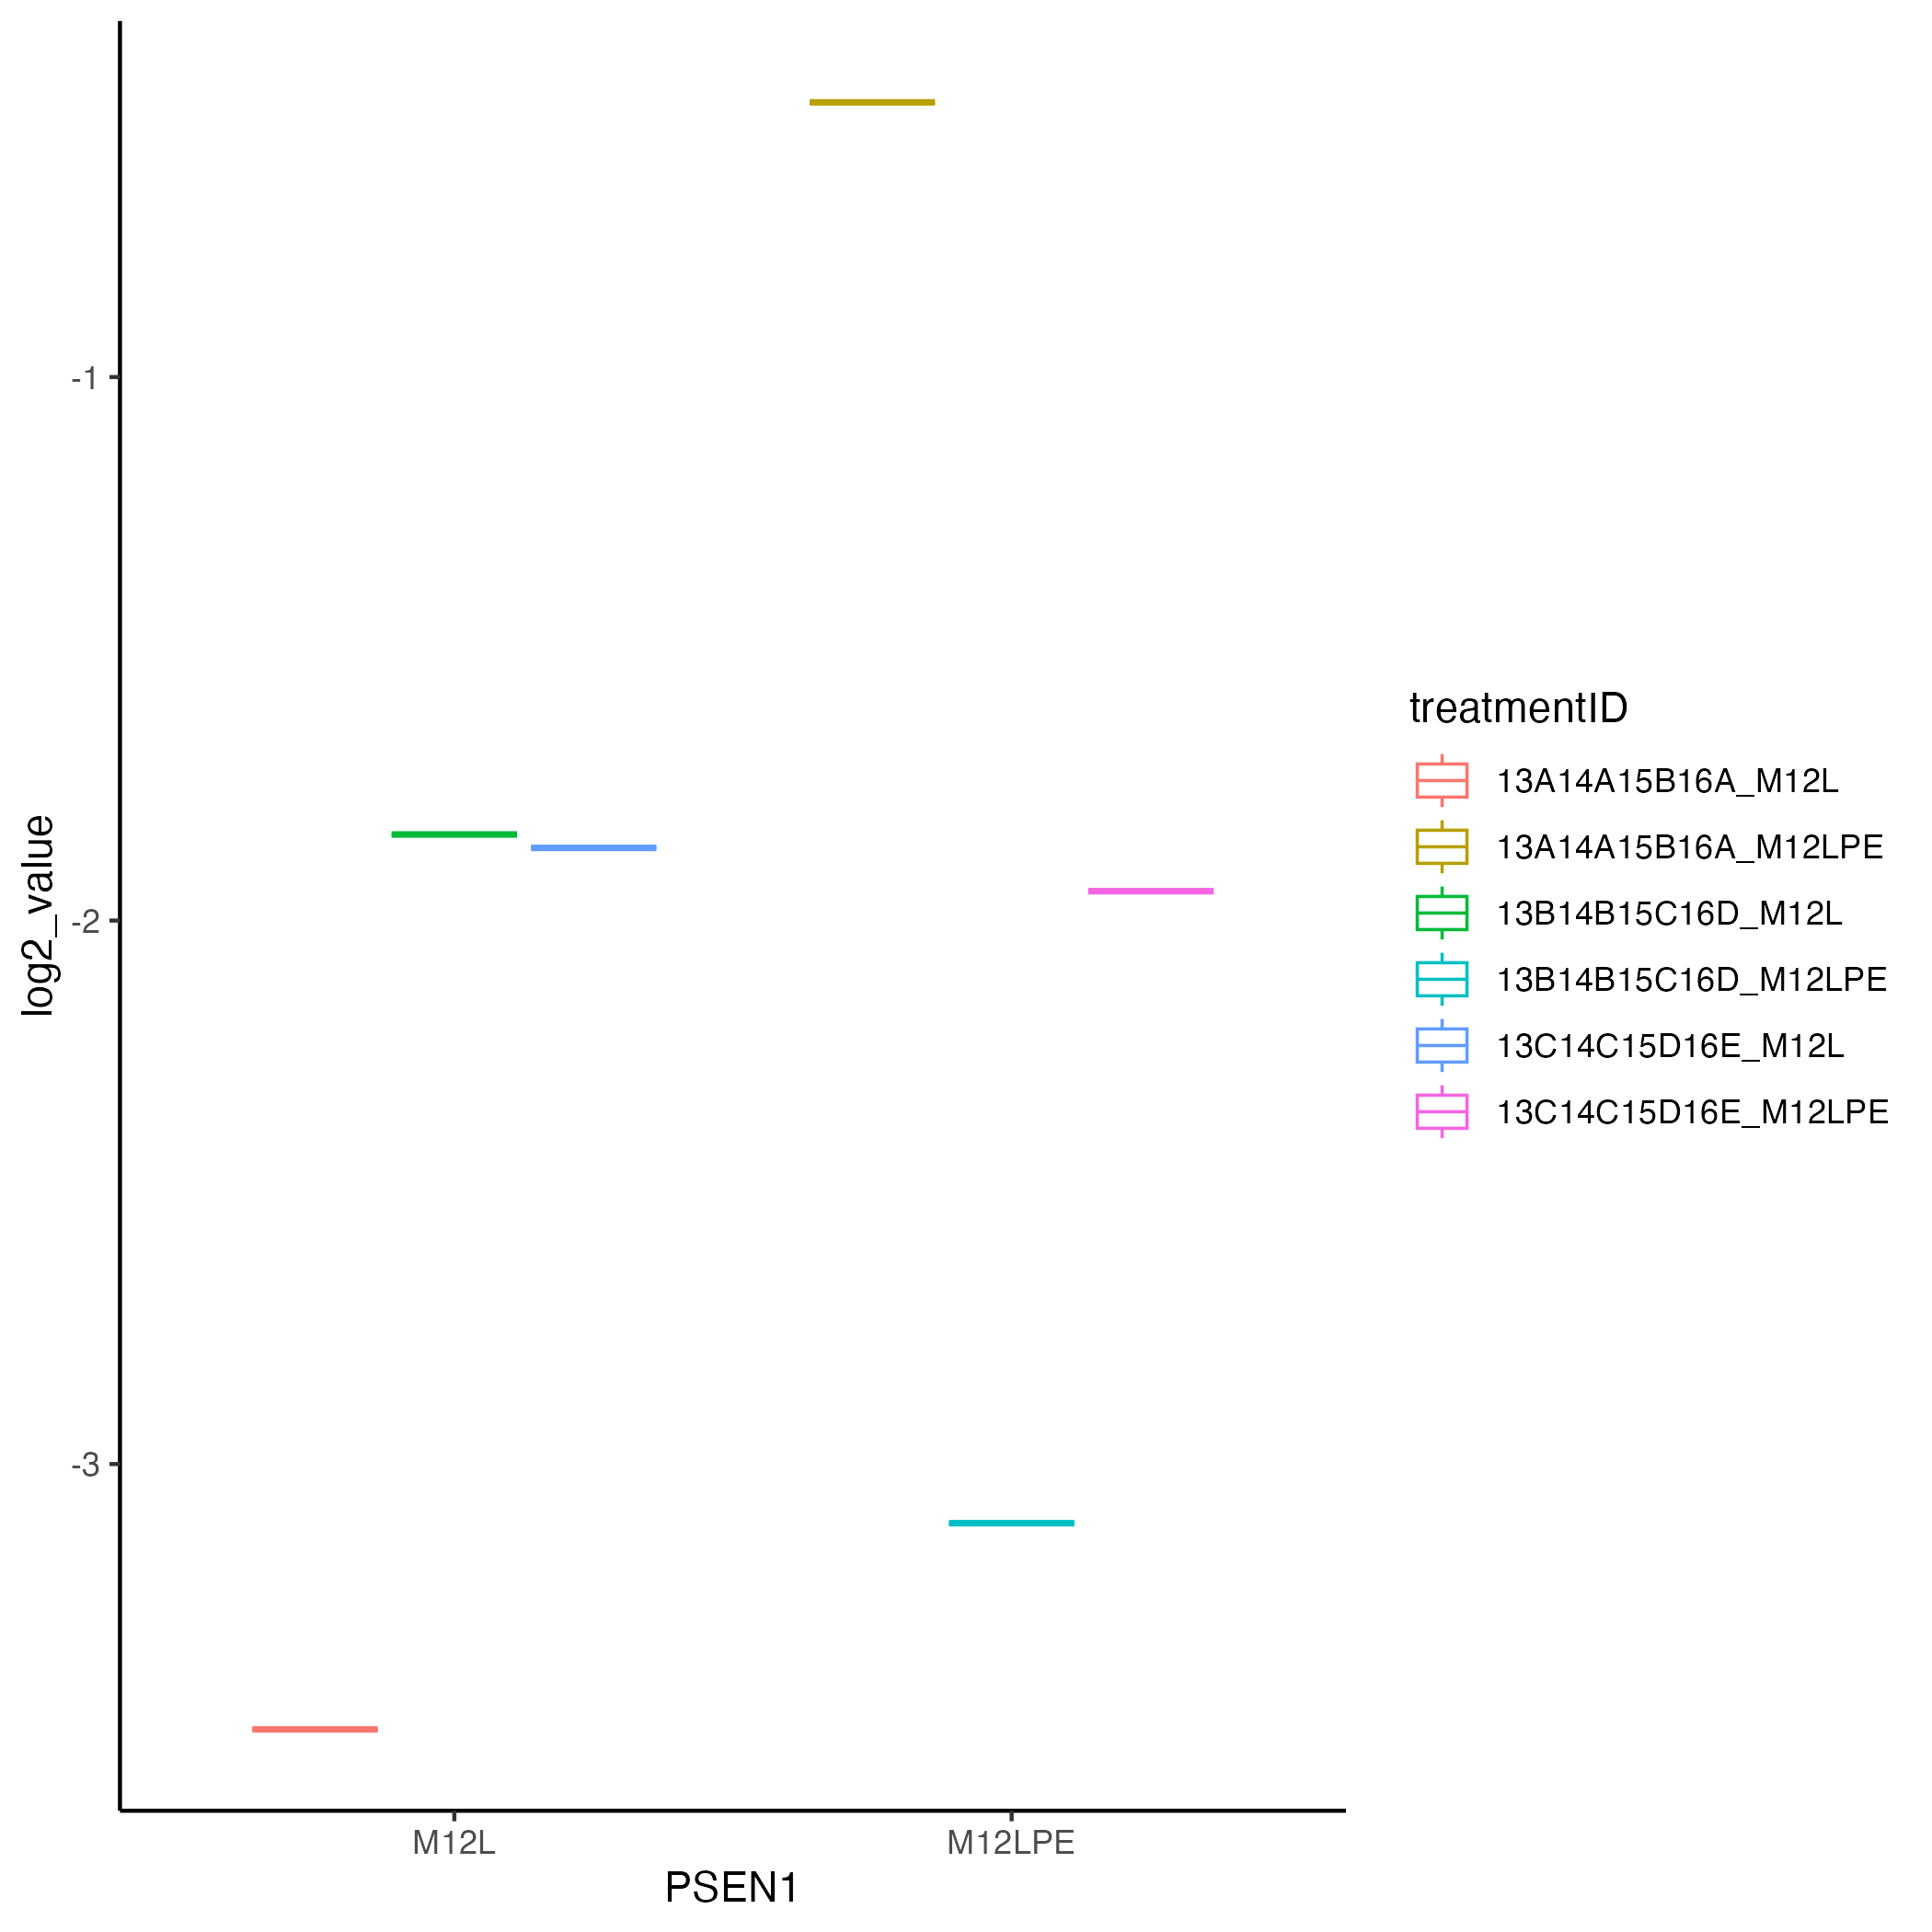 -1
-2
-3
log2_value
M12L
M12LPE
PSEN1
treatmentID
13A14A15B16A_M12L
13A14A15B16A_M12LPE
13B14B15C16D_M12L
13B14B15C16D_M12LPE
13C14C15D16E_M12L
13C14C15D16E_M12LPE